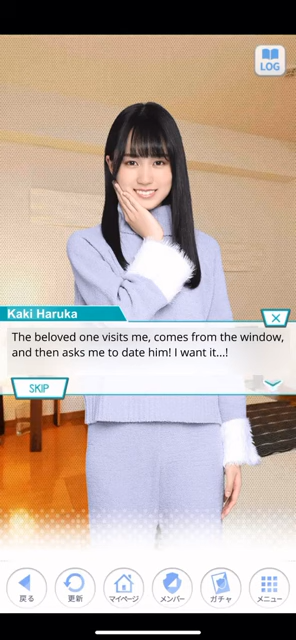 LOG
Kaki Haruka
The beloved one visits me, comes from the window,
and then asks me to date him! I want it...!
SKIP
戻る
更新
マイページ
メンバー
ガチャ
メニュー